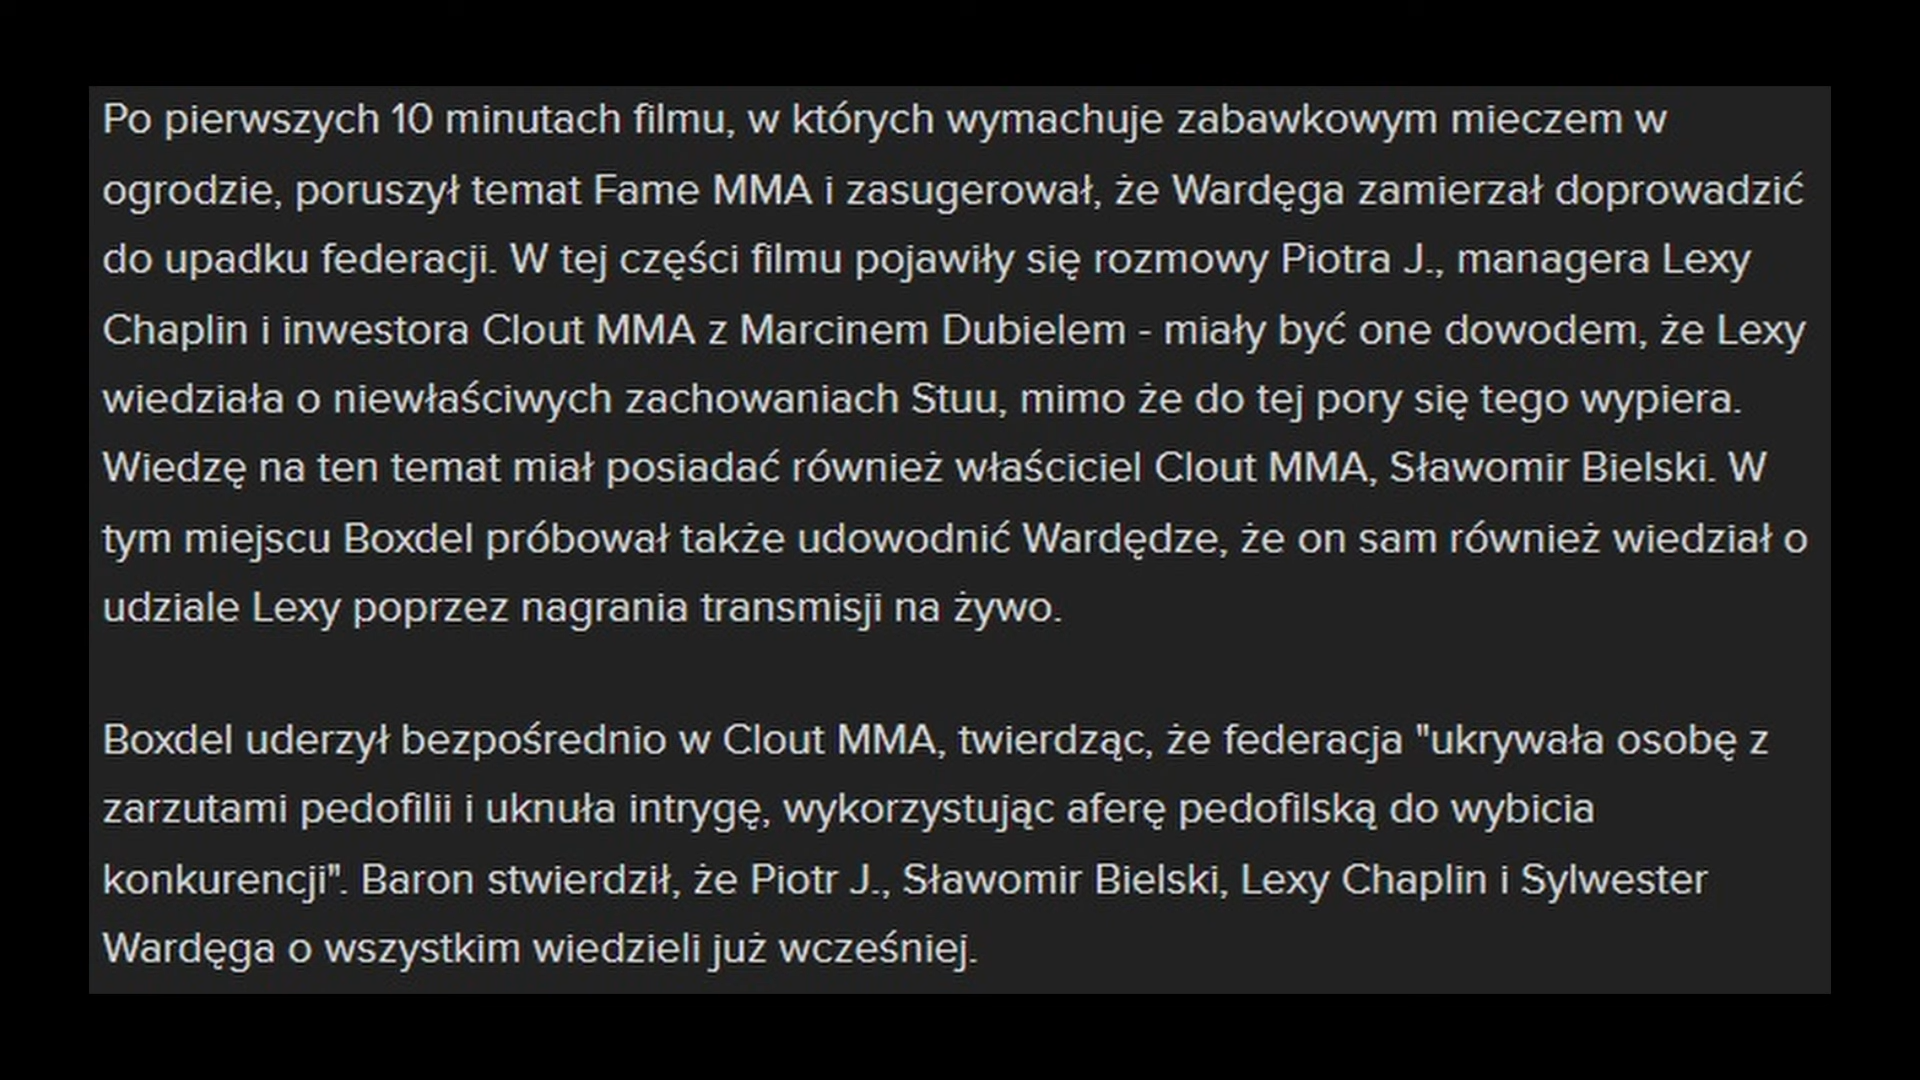 Po pierwszych 10 minutach filmu, w których wymachuje zabawkowym mieczem w
ogrodzie, poruszył temat Fame MMA i zasugerował, że Wardęga zamierzał doprowadzić
do upadku federacji. W tej części filmu pojawiły się rozmowy Piotra J., managera Lexy
Chaplin i inwestora Clout MMA z Marcinem Dubielem - miały być one dowodem, że Lexy
wiedziała o niewłaściwych zachowaniach Stuu, mimo że do tej pory się tego wypiera.
Wiedzę na ten temat miał posiadać również właściciel Clout MMA, Sławomir Bielski. W
tym miejscu Boxdel próbował także udowodnić Wardędze, że on sam również wiedział o
udziale Lexy poprzez nagrania transmisji na żywo.
Boxdel uderzył bezpośrednio w Clout MMA, twierdząc, że federacja "ukrywała osobę z
zarzutami pedofilii i uknuła intrygę, wykorzystując aferę pedofilską do wybicia
konkurencji". Baron stwierdził, że Piotr J., Sławomir Bielski, Lexy Chaplin i Sylwester
Wardęga o wszystkim wiedzieli już wcześniej.